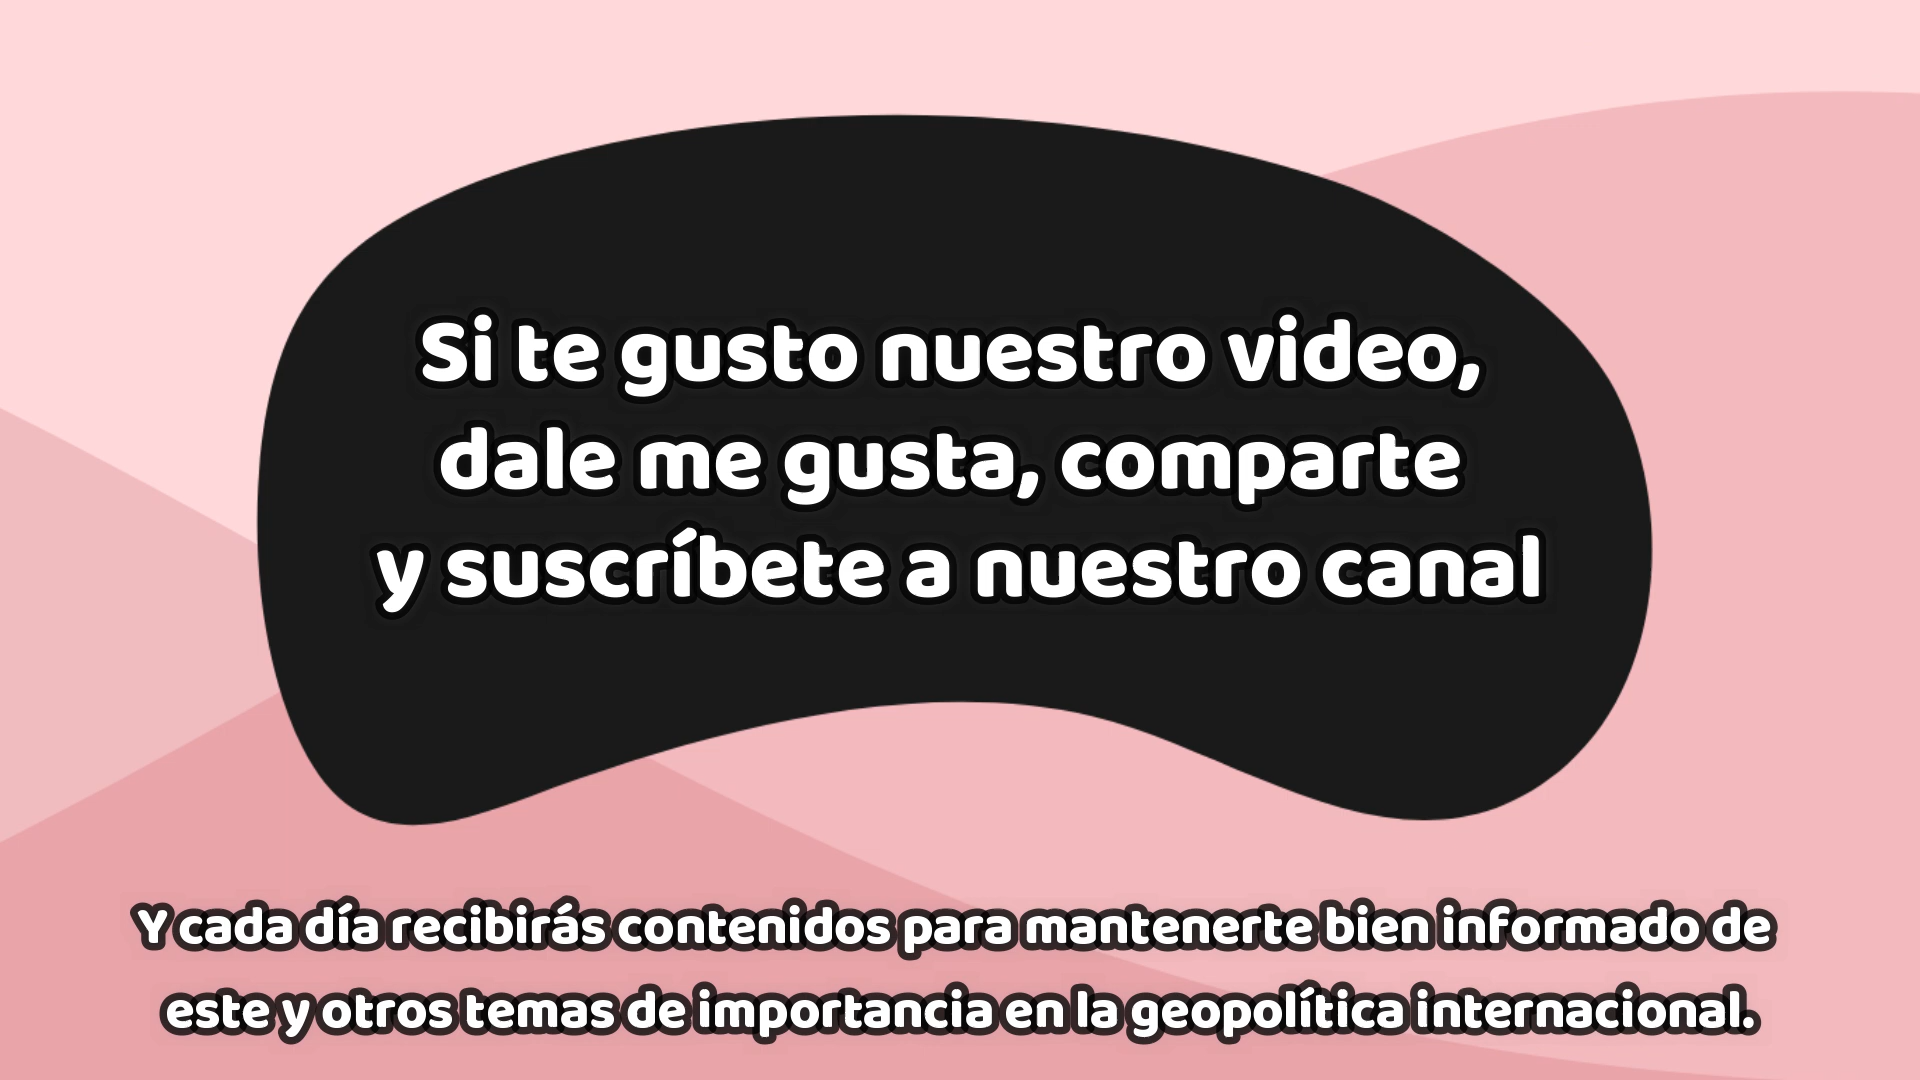 Si te gusto nuestro video,
dale me gusta, comparte
y suscríbete a nuestro canal
Y cada día recibirás contenidos para mantenerte bien informado de
este y otros temas de importancia en la geopolítica internacional.